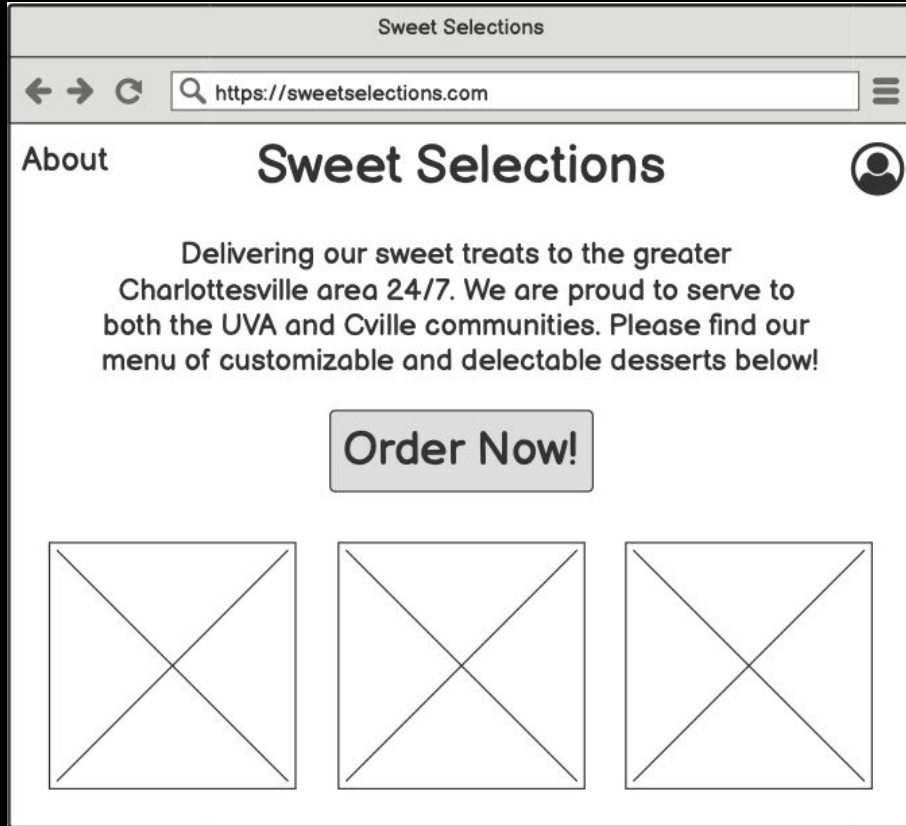 Sweet Selections
https://sweetselections.com
About
Sweet Selections
Delivering our sweet treats to the greater
Charlottesville area 24/7. We are proud to serve to
both the UVA and Cville communities. Please find our
menu of customizable and delectable desserts below!
Order Now!